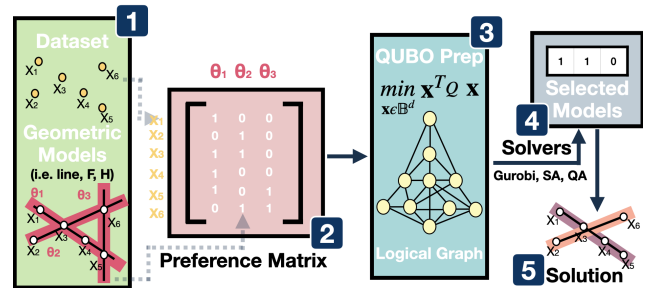 1
Dataset
X1
X3
X6
X2
X4
X5
Geometric
Models
(i.e. line, F, H)
θ1
θ3
X1
X6
X3
X2
θ2
X4
X5
θ1 θ2 θ3
X1 1 0 0
X2 0 1 0
X3 1 1 0
X4 1 0 0
X5 1 0 1
X6 0 1 1
2
Preference Matrix
3
QUBO Prep
min x^T Q x
x∈𝔹^d
Logical Graph
1 1 0
Selected
Models
4
Solvers
Gurobi, SA, QA
X1
X6
X3
X2
X4
X5
5
Solution